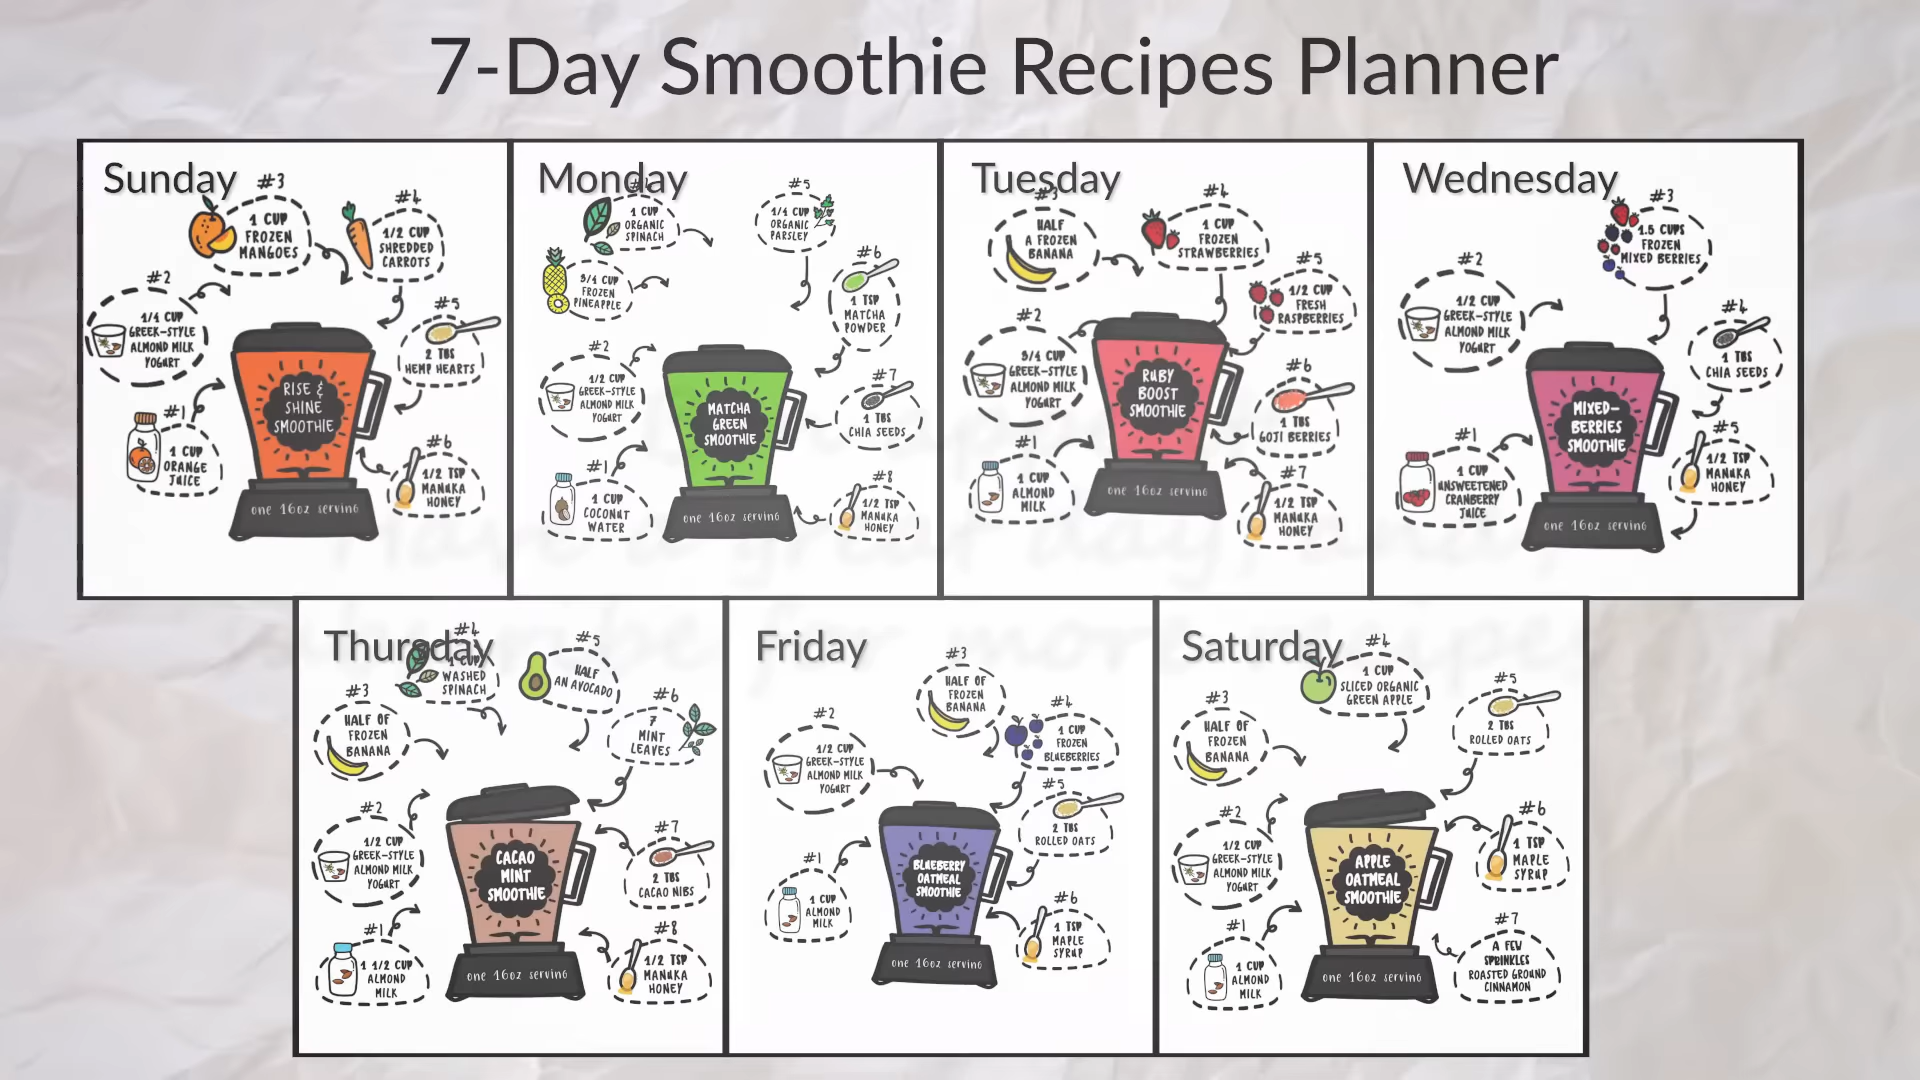 7-Day Smoothie Recipes Planner
Sunday
#3
1 CUP
FROZEN
MANGOES
#4
1/2 CUP
SHREDDED
CARROTS
#2
1/4 CUP
GREEK-STYLE
ALMOND MILK
YOGURT
#5
2 TBS
HEMP HEARTS
RISE &
SHINE
SMOOTHIE
#1
1 CUP
ORANGE
JUICE
#6
1/2 TSP
MANUKA
HONEY
one 16oz serving
Monday
#4
1 CUP
ORGANIC
SPINACH
#5
1/4 CUP
ORGANIC
PARSLEY
3/4 CUP
FROZEN
PINEAPPLE
#6
1 TSP
MATCHA
POWDER
#2
1/2 CUP
GREEK-STYLE
ALMOND MILK
YOGURT
#7
1 TBS
CHIA SEEDS
MATCHA
GREEN
SMOOTHIE
#1
1 CUP
COCONUT
WATER
#8
1/2 TSP
MANUKA
HONEY
one 16oz serving
Tuesday
#3
HALF
A FROZEN
BANANA
#4
1 CUP
FROZEN
STRAWBERRIES
#5
1/2 CUP
FRESH
RASPBERRIES
#2
3/4 CUP
GREEK-STYLE
ALMOND MILK
YOGURT
#6
1 TBS
GOJI BERRIES
RUBY
BOOST
SMOOTHIE
#1
1 CUP
ALMOND
MILK
#7
1/2 TSP
MANUKA
HONEY
one 16oz serving
Wednesday
#3
1.5 CUPS
FROZEN
MIXED BERRIES
#2
1/2 CUP
GREEK-STYLE
ALMOND MILK
YOGURT
#4
1 TBS
CHIA SEEDS
MIXED-
BERRIES
SMOOTHIE
#1
1 CUP
UNSWEETENED
CRANBERRY
JUICE
#5
1/2 TSP
MANUKA
HONEY
one 16oz serving
Thursday
#4
1 CUP
WASHED
SPINACH
#5
HALF
AN AVOCADO
#3
HALF OF
FROZEN
BANANA
#6
7
MINT
LEAVES
#2
1/2 CUP
GREEK-STYLE
ALMOND MILK
YOGURT
#7
2 TBS
CACAO NIBS
CACAO
MINT
SMOOTHIE
#1
1 1/2 CUP
ALMOND
MILK
#8
1/2 TSP
MANUKA
HONEY
one 16oz serving
Friday
#3
HALF OF
FROZEN
BANANA
#4
1 CUP
FROZEN
BLUEBERRIES
#2
1/2 CUP
GREEK-STYLE
ALMOND MILK
YOGURT
#5
2 TBS
ROLLED OATS
BLUEBERRY
OATMEAL
SMOOTHIE
#1
1 CUP
ALMOND
MILK
#6
1 TSP
MAPLE
SYRUP
one 16oz serving
Saturday
#4
1 CUP
SLICED ORGANIC
GREEN APPLE
#3
HALF OF
FROZEN
BANANA
#5
2 TBS
ROLLED OATS
#2
1/2 CUP
GREEK-STYLE
ALMOND MILK
YOGURT
#6
1 TSP
MAPLE
SYRUP
APPLE
OATMEAL
SMOOTHIE
#1
1 CUP
ALMOND
MILK
#7
A FEW
SPRINKLES
ROASTED GROUND
CINNAMON
one 16oz serving